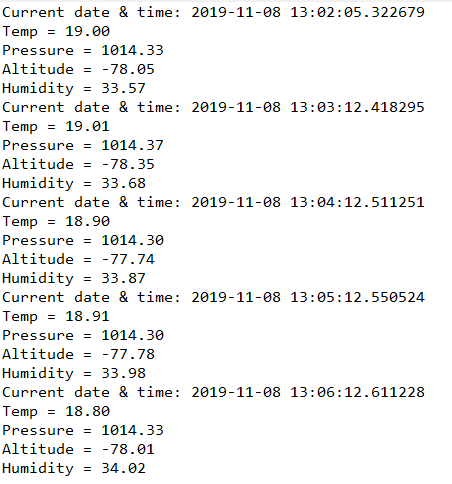 Current date & time: 2019-11-08 13:02:05.322679
Temp = 19.00
Pressure = 1014.33
Altitude = -78.05
Humidity = 33.57
Current date & time: 2019-11-08 13:03:12.418295
Temp = 19.01
Pressure = 1014.37
Altitude = -78.35
Humidity = 33.68
Current date & time: 2019-11-08 13:04:12.511251
Temp = 18.90
Pressure = 1014.30
Altitude = -77.74
Humidity = 33.87
Current date & time: 2019-11-08 13:05:12.550524
Temp = 18.91
Pressure = 1014.30
Altitude = -77.78
Humidity = 33.98
Current date & time: 2019-11-08 13:06:12.611228
Temp = 18.80
Pressure = 1014.33
Altitude = -78.01
Humidity = 34.02